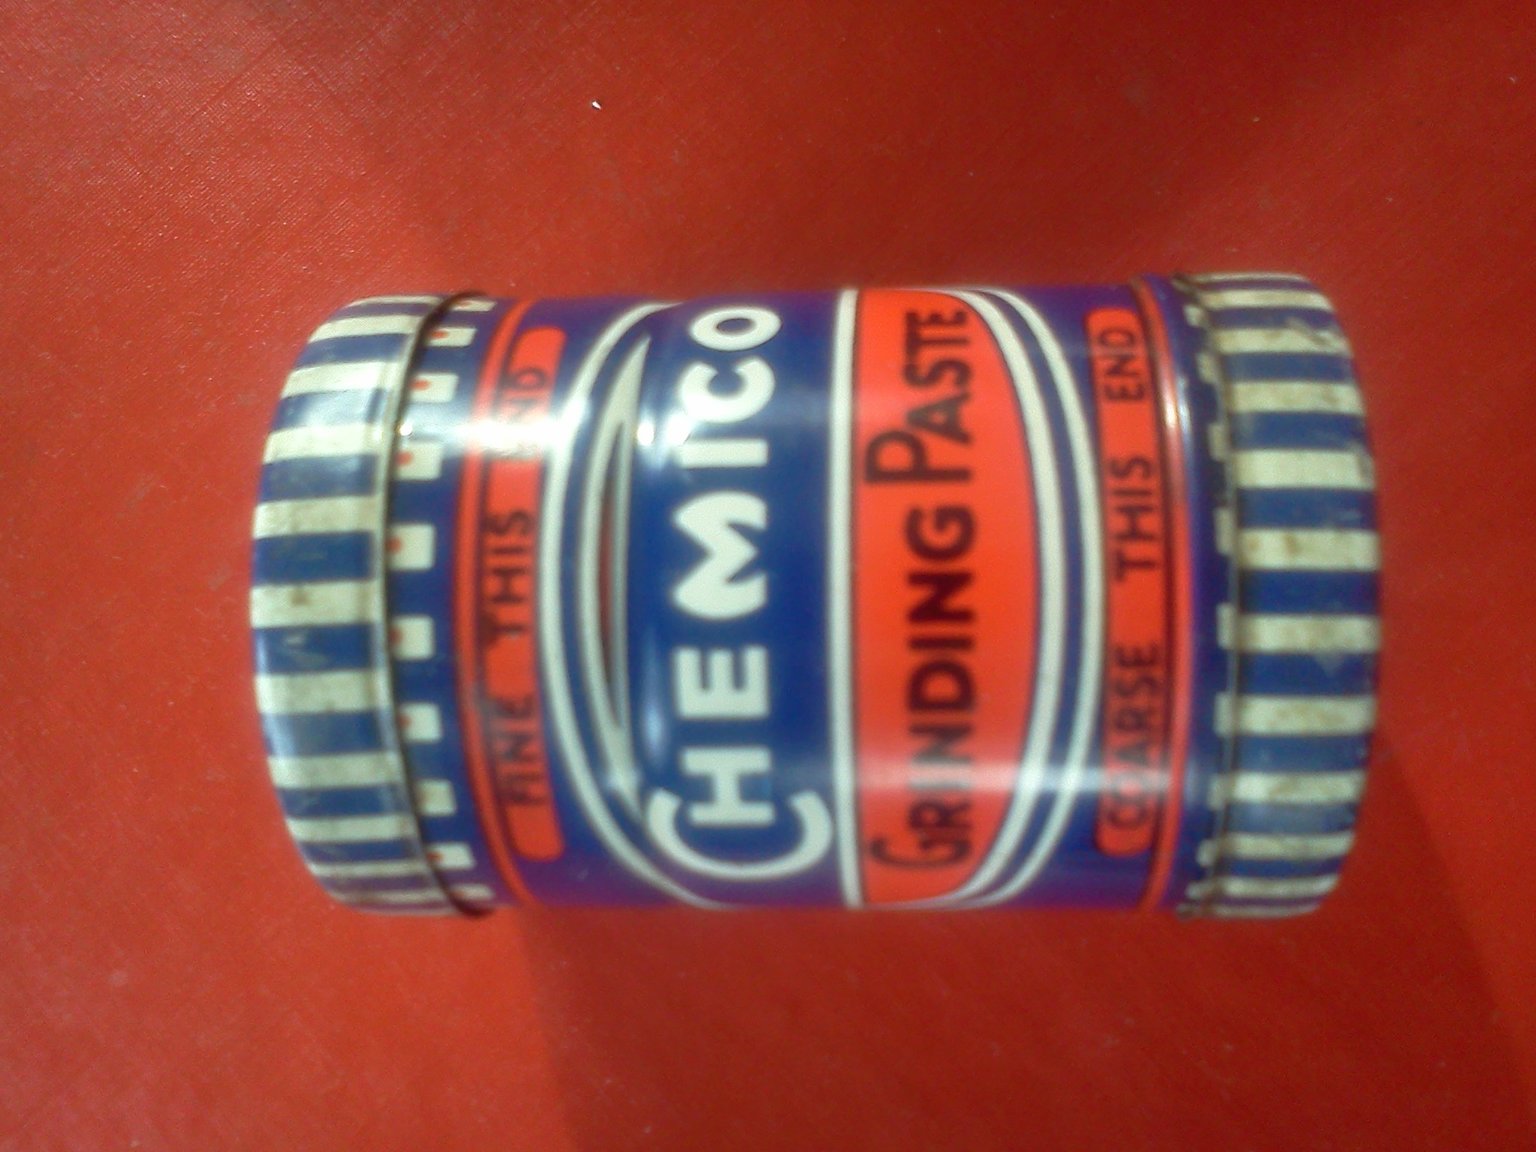 FINE THIS END
CHEMICO
GRINDING PASTE
COARSE THIS END